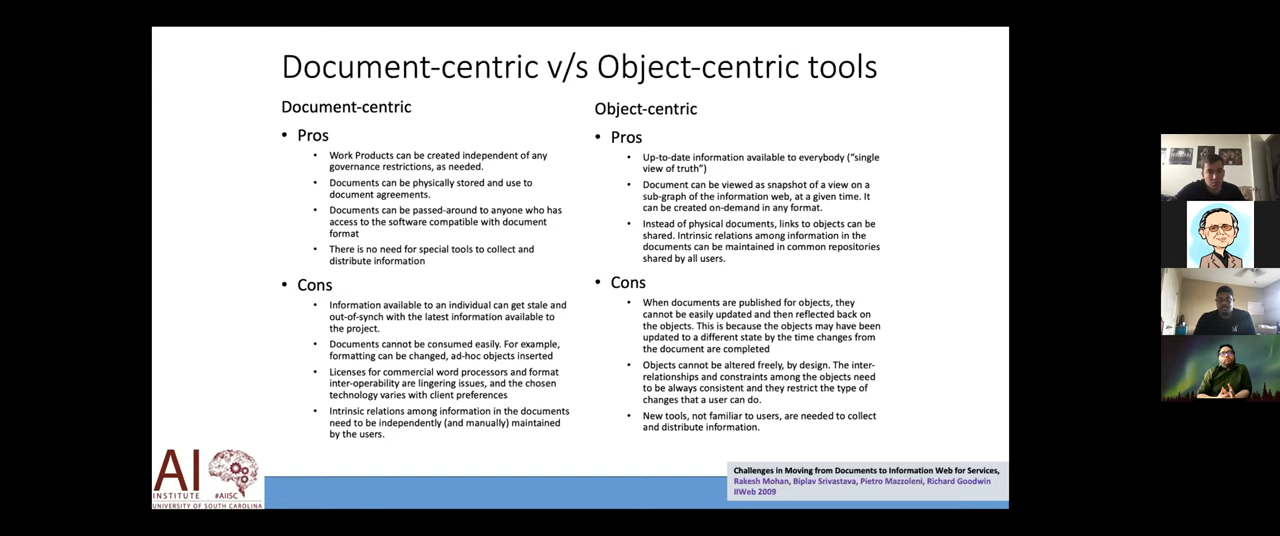 Document-centric v/s Object-centric tools
Document-centric
• Pros
• Work Products can be created independent of any
governance restrictions, as needed.
• Documents can be physically stored and use to
document agreements.
• Documents can be passed-around to anyone who has
access to the software compatible with document
format
• There is no need for special tools to collect and
distribute information
• Cons
• Information available to an individual can get stale and
out-of-synch with the latest information available to
the project.
• Documents cannot be consumed easily. For example,
formatting can be changed, ad-hoc objects inserted
• Licenses for commercial word processors and format
inter-operability are lingering issues, and the chosen
technology varies with client preferences
• Intrinsic relations among information in the documents
need to be independently (and manually) maintained
by the users.
Object-centric
• Pros
• Up-to-date information available to everybody (“single
view of truth”)
• Document can be viewed as snapshot of a view on a
sub-graph of the information web, at a given time. It
can be created on-demand in any format.
• Instead of physical documents, links to objects can be
shared. Intrinsic relations among information in the
documents can be maintained in common repositories
shared by all users.
• Cons
• When documents are published for objects, they
cannot be easily updated and then reflected back on
the objects. This is because the objects may have been
updated to a different state by the time changes from
the document are completed
• Objects cannot be altered freely, by design. The inter-
relationships and constraints among the objects need
to be always consistent and they restrict the type of
changes that a user can do.
• New tools, not familiar to users, are needed to collect
and distribute information.
AI
INSTITUTE #AIISC
UNIVERSITY OF SOUTH CAROLINA
Challenges in Moving from Documents to Information Web for Services,
Rakesh Mohan, Biplav Srivastava, Pietro Mazzoleni, Richard Goodwin
IIWeb 2009